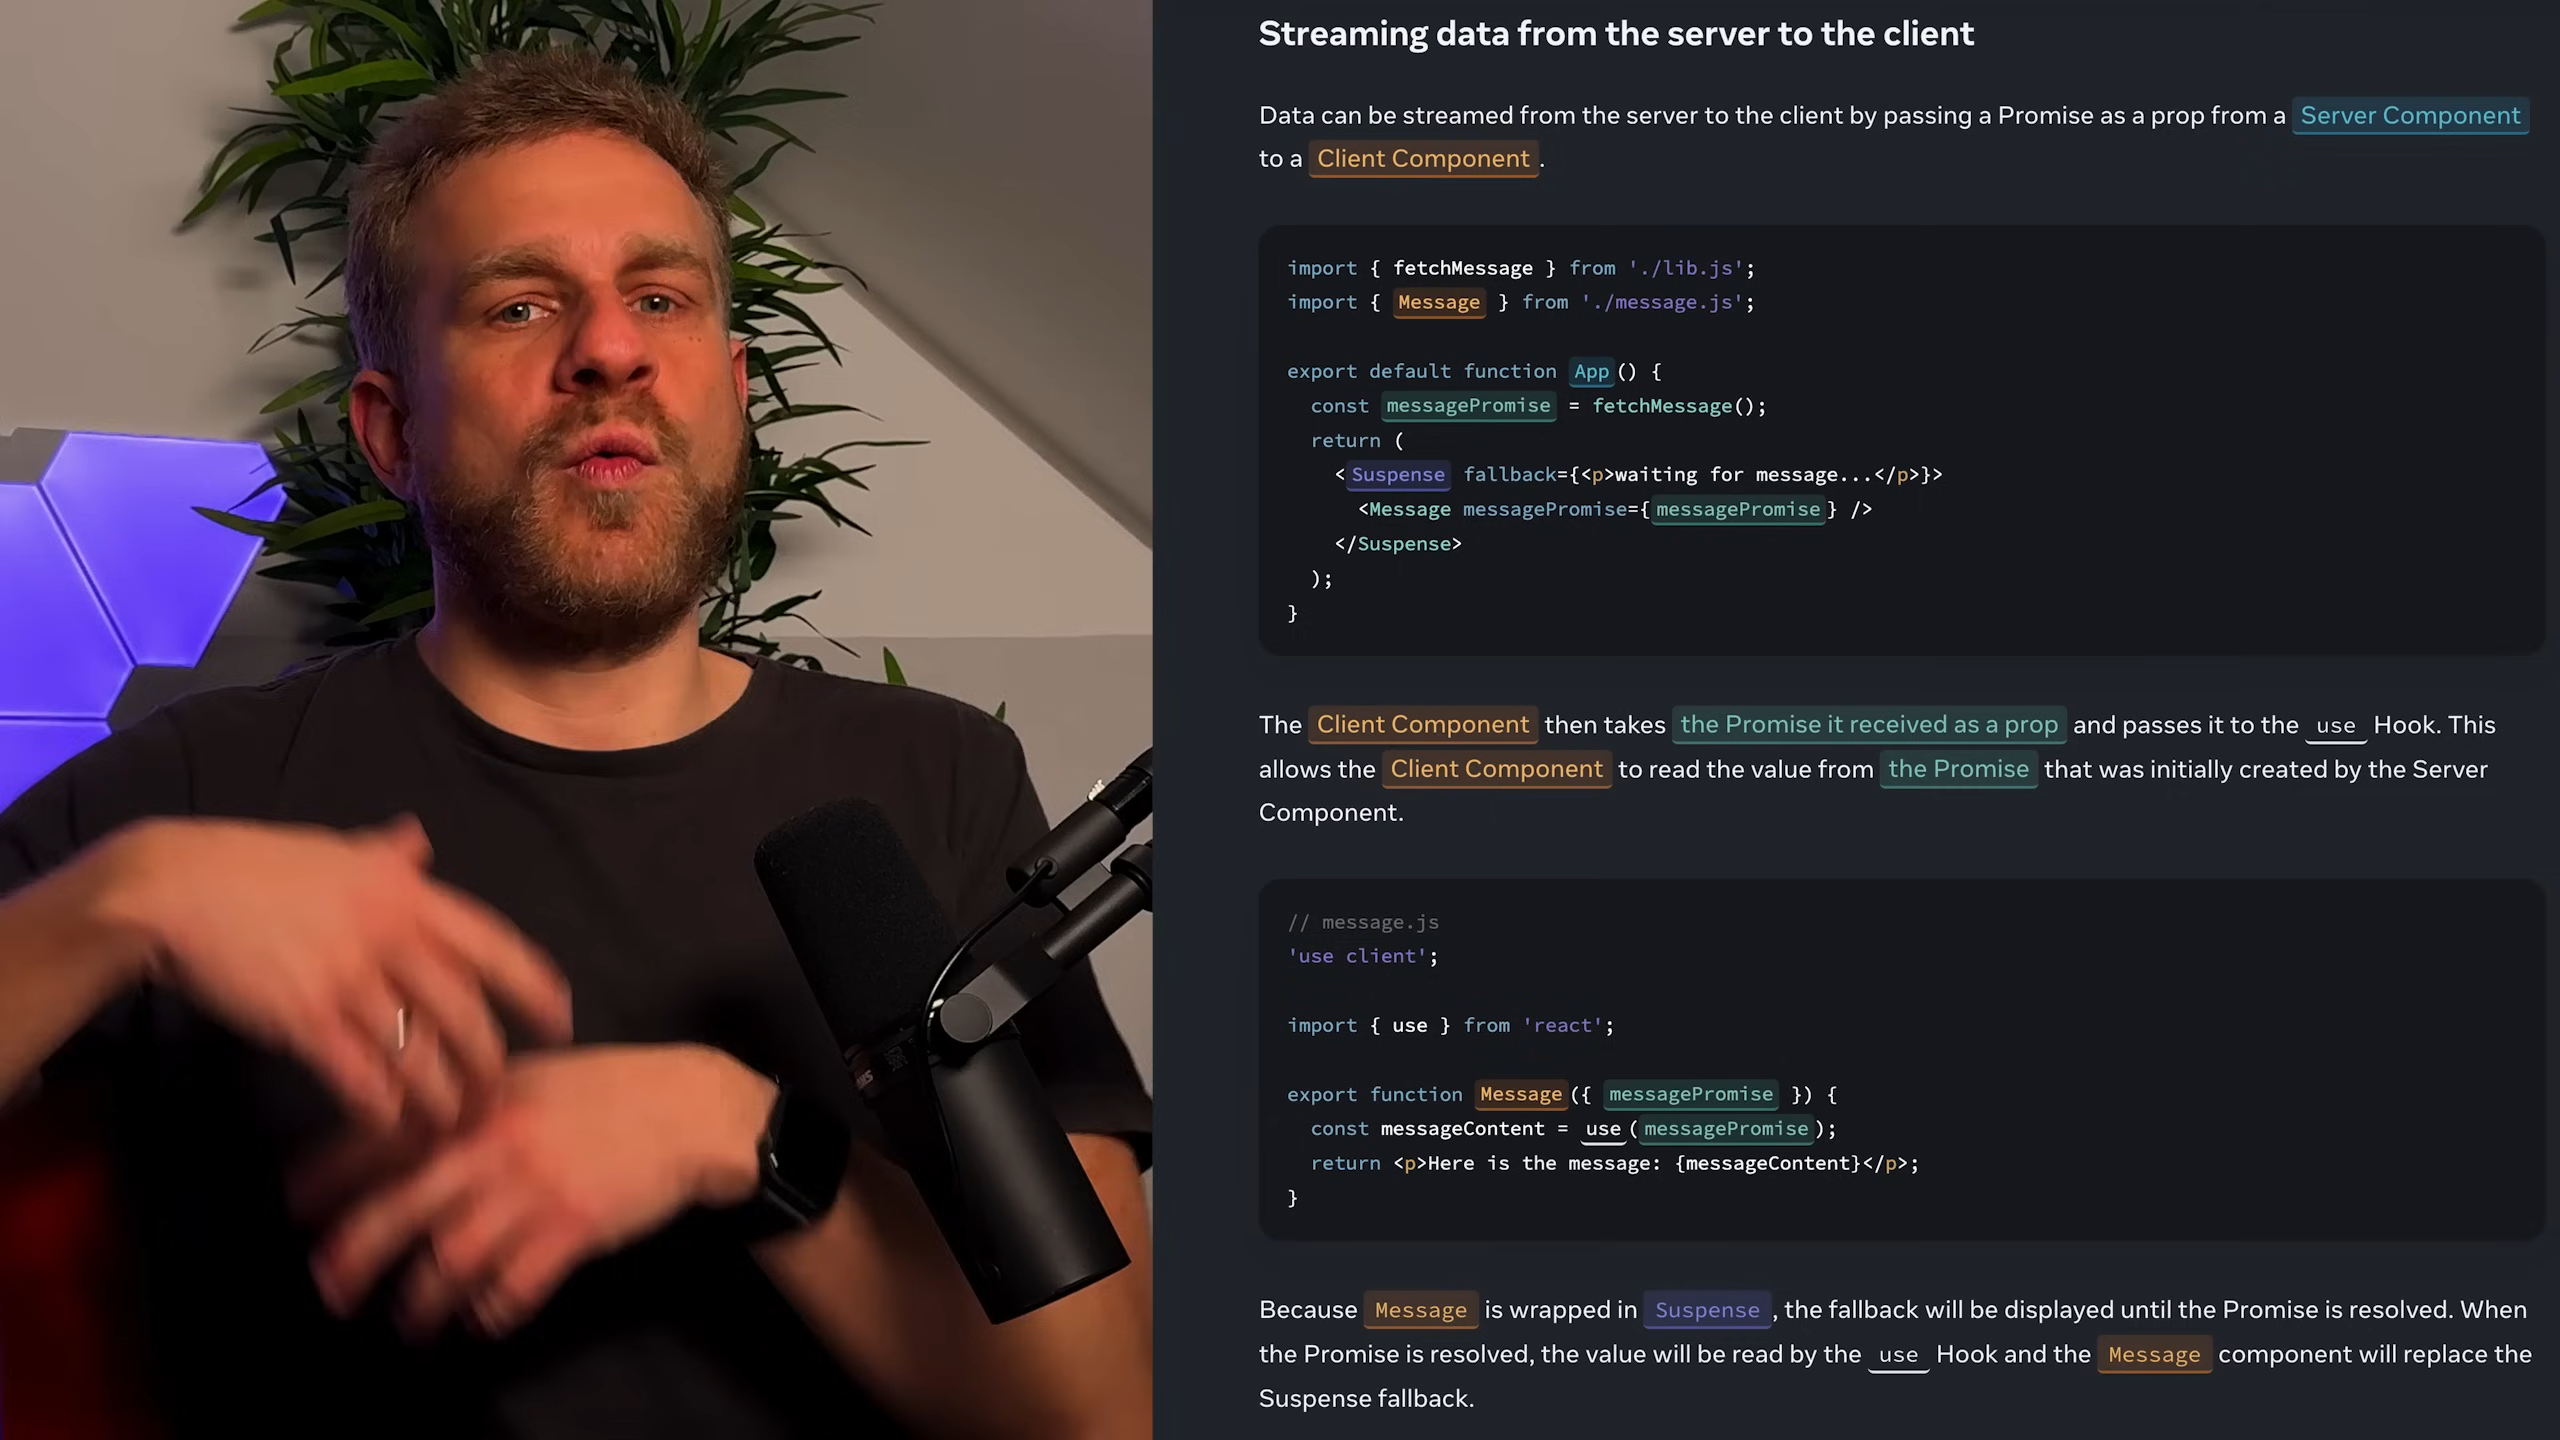 Streaming data from the server to the client
Data can be streamed from the server to the client by passing a Promise as a prop from a Server Component
to a Client Component.
import { fetchMessage } from './lib.js';
import { Message } from './message.js';
export default function App() {
const messagePromise = fetchMessage();
return (
<Suspense fallback={<p>waiting for message...</p>}>
<Message messagePromise={messagePromise} />
</Suspense>
);
}
The Client Component then takes the Promise it received as a prop and passes it to the use Hook. This
allows the Client Component to read the value from the Promise that was initially created by the Server
Component.
// message.js
'use client';
import { use } from 'react';
export function Message({ messagePromise }) {
const messageContent = use(messagePromise);
return <p>Here is the message: {messageContent}</p>;
}
Because Message is wrapped in Suspense, the fallback will be displayed until the Promise is resolved. When
the Promise is resolved, the value will be read by the use Hook and the Message component will replace the
Suspense fallback.